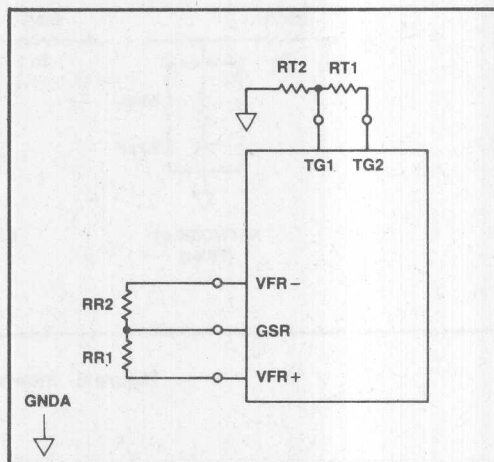 RT2 RT1
TG1 TG2
VFR−
RR2
GSR
RR1
VFR+
GNDA